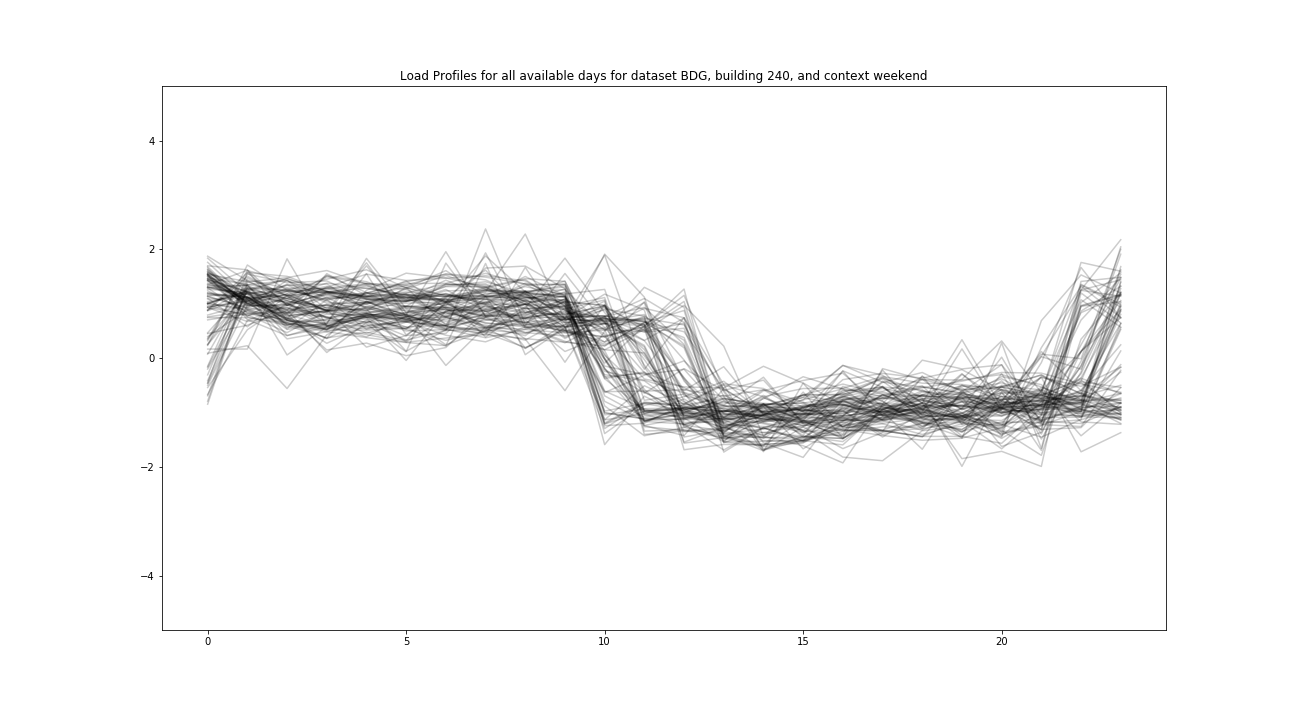 Load Profiles for all available days for dataset BDG, building 240, and context weekend
4
2
0
−2
−4
0 5 10 15 20